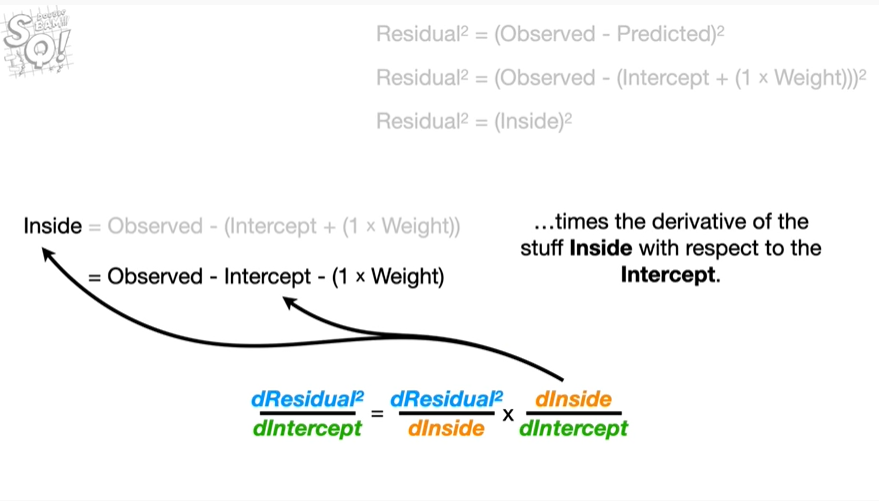 SQ!
Residual² = (Observed - Predicted)²
Residual² = (Observed - (Intercept + (1 × Weight)))²
Residual² = (Inside)²
Inside = Observed - (Intercept + (1 × Weight))
= Observed - Intercept - (1 × Weight)
…times the derivative of the
stuff Inside with respect to the
Intercept.
dResidual² / dIntercept = dResidual² / dInside x dInside / dIntercept